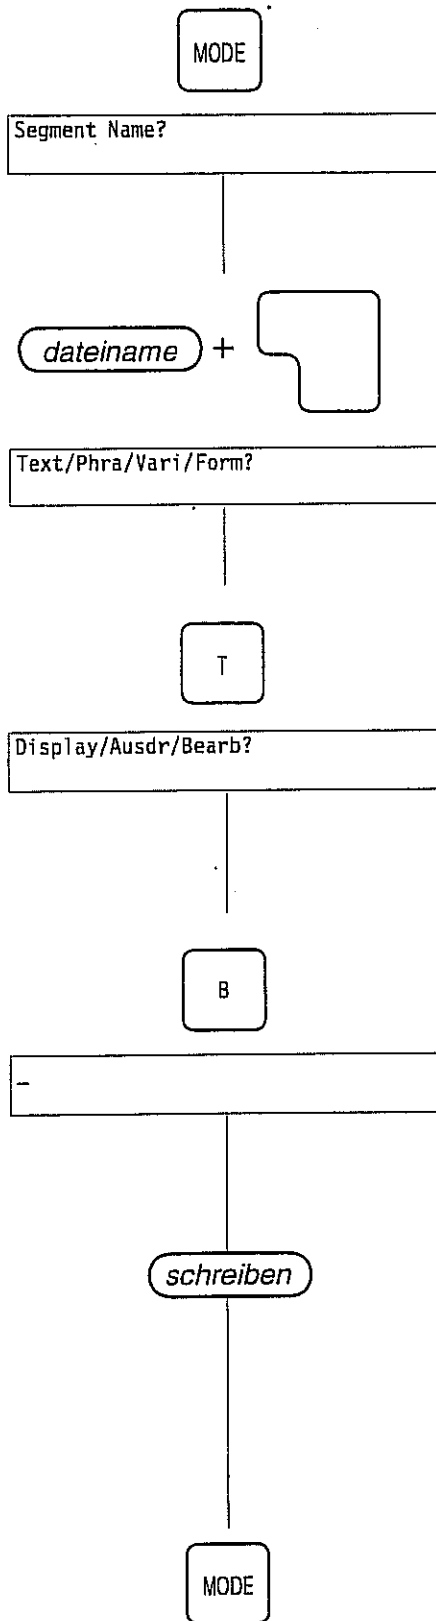 MODE
Segment Name?
dateiname +
Text/Phra/Vari/Form?
T
Display/Ausdr/Bearb?
B
_
schreiben
MODE